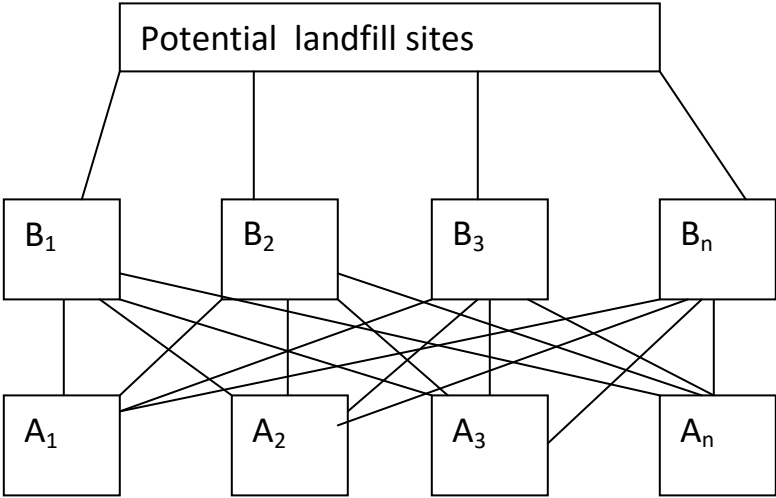 Potential landfill sites
B₁ B₂ B₃ Bₙ
A₁ A₂ A₃ Aₙ